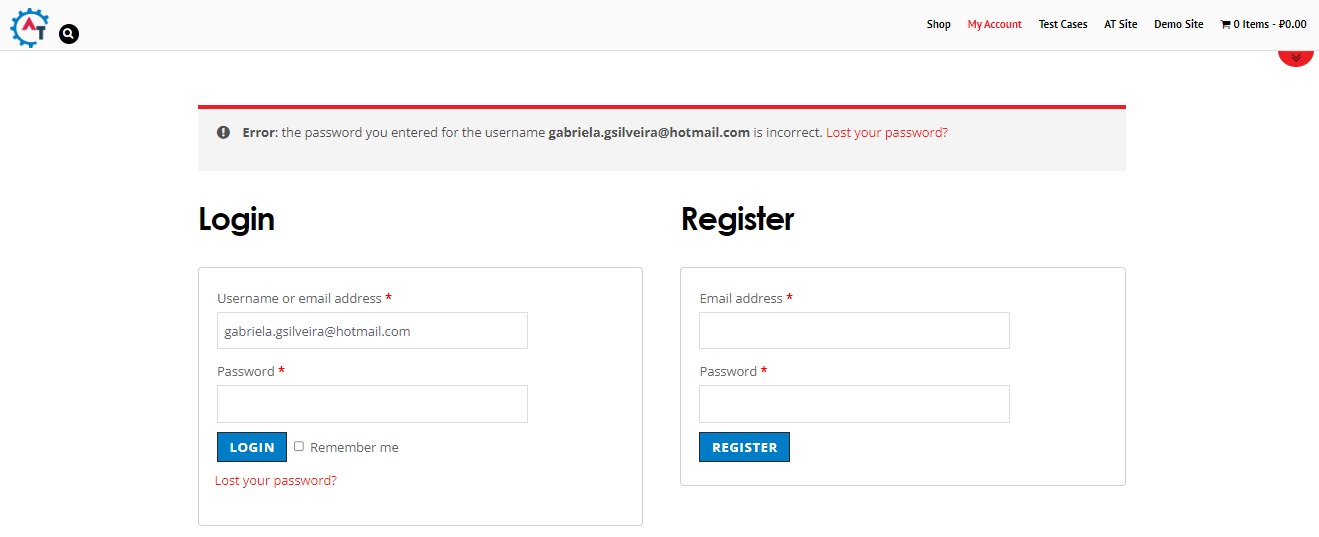 AT
Shop My Account Test Cases AT Site Demo Site 0 Items - ₽0.00
Error: the password you entered for the username gabriela.gsilveira@hotmail.com is incorrect. Lost your password?
Login
Username or email address *
gabriela.gsilveira@hotmail.com
Password *
LOGIN Remember me
Lost your password?
Register
Email address *
Password *
REGISTER